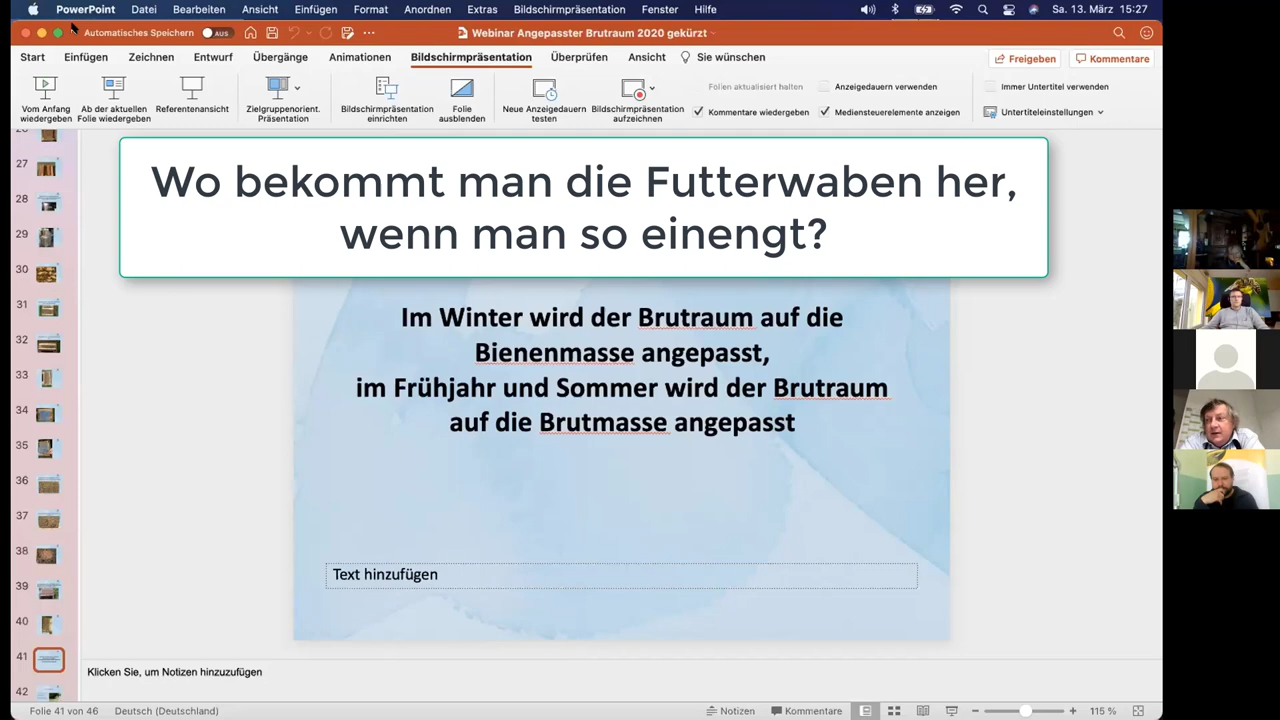 PowerPoint Datei Bearbeiten Ansicht Einfügen Format Anordnen Extras Bildschirmpräsentation Fenster Hilfe Sa. 13. März 15:27
Automatisches Speichern AUS Webinar Angepasster Brutraum 2020 gekürzt
Start Einfügen Zeichnen Entwurf Übergänge Animationen Bildschirmpräsentation Überprüfen Ansicht Sie wünschen Freigeben Kommentare
Vom Anfang wiedergeben
Ab der aktuellen Folie wiedergeben
Referentenansicht
Zielgruppenorient. Präsentation
Bildschirmpräsentation einrichten
Folie ausblenden
Neue Anzeigedauern testen
Bildschirmpräsentation aufzeichnen
Folien aktualisiert halten
Anzeigedauern verwenden
Immer Untertitel verwenden
Kommentare wiedergeben
Mediensteuerelemente anzeigen
Untertiteleinstellungen
Wo bekommt man die Futterwaben her,
wenn man so einengt?
Im Winter wird der Brutraum auf die
Bienenmasse angepasst,
im Frühjahr und Sommer wird der Brutraum
auf die Brutmasse angepasst
Text hinzufügen
27
28
29
30
31
32
33
34
35
36
37
38
39
40
41
42
Klicken Sie, um Notizen hinzuzufügen
Folie 41 von 46 Deutsch (Deutschland) Notizen Kommentare 115 %